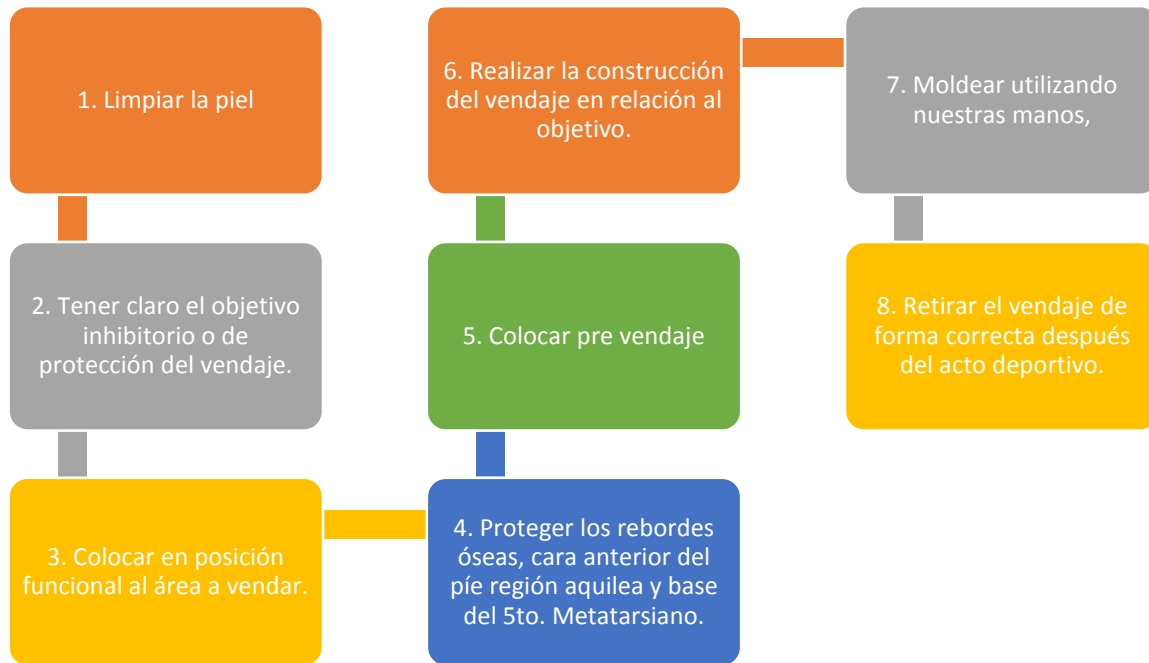 1. Limpiar la piel
2. Tener claro el objetivo
inhibitorio o de
protección del vendaje.
3. Colocar en posición
funcional al área a vendar.
4. Proteger los rebordes
óseas, cara anterior del
píe región aquilea y base
del 5to. Metatarsiano.
5. Colocar pre vendaje
6. Realizar la construcción
del vendaje en relación al
objetivo.
7. Moldear utilizando
nuestras manos,
8. Retirar el vendaje de
forma correcta después
del acto deportivo.